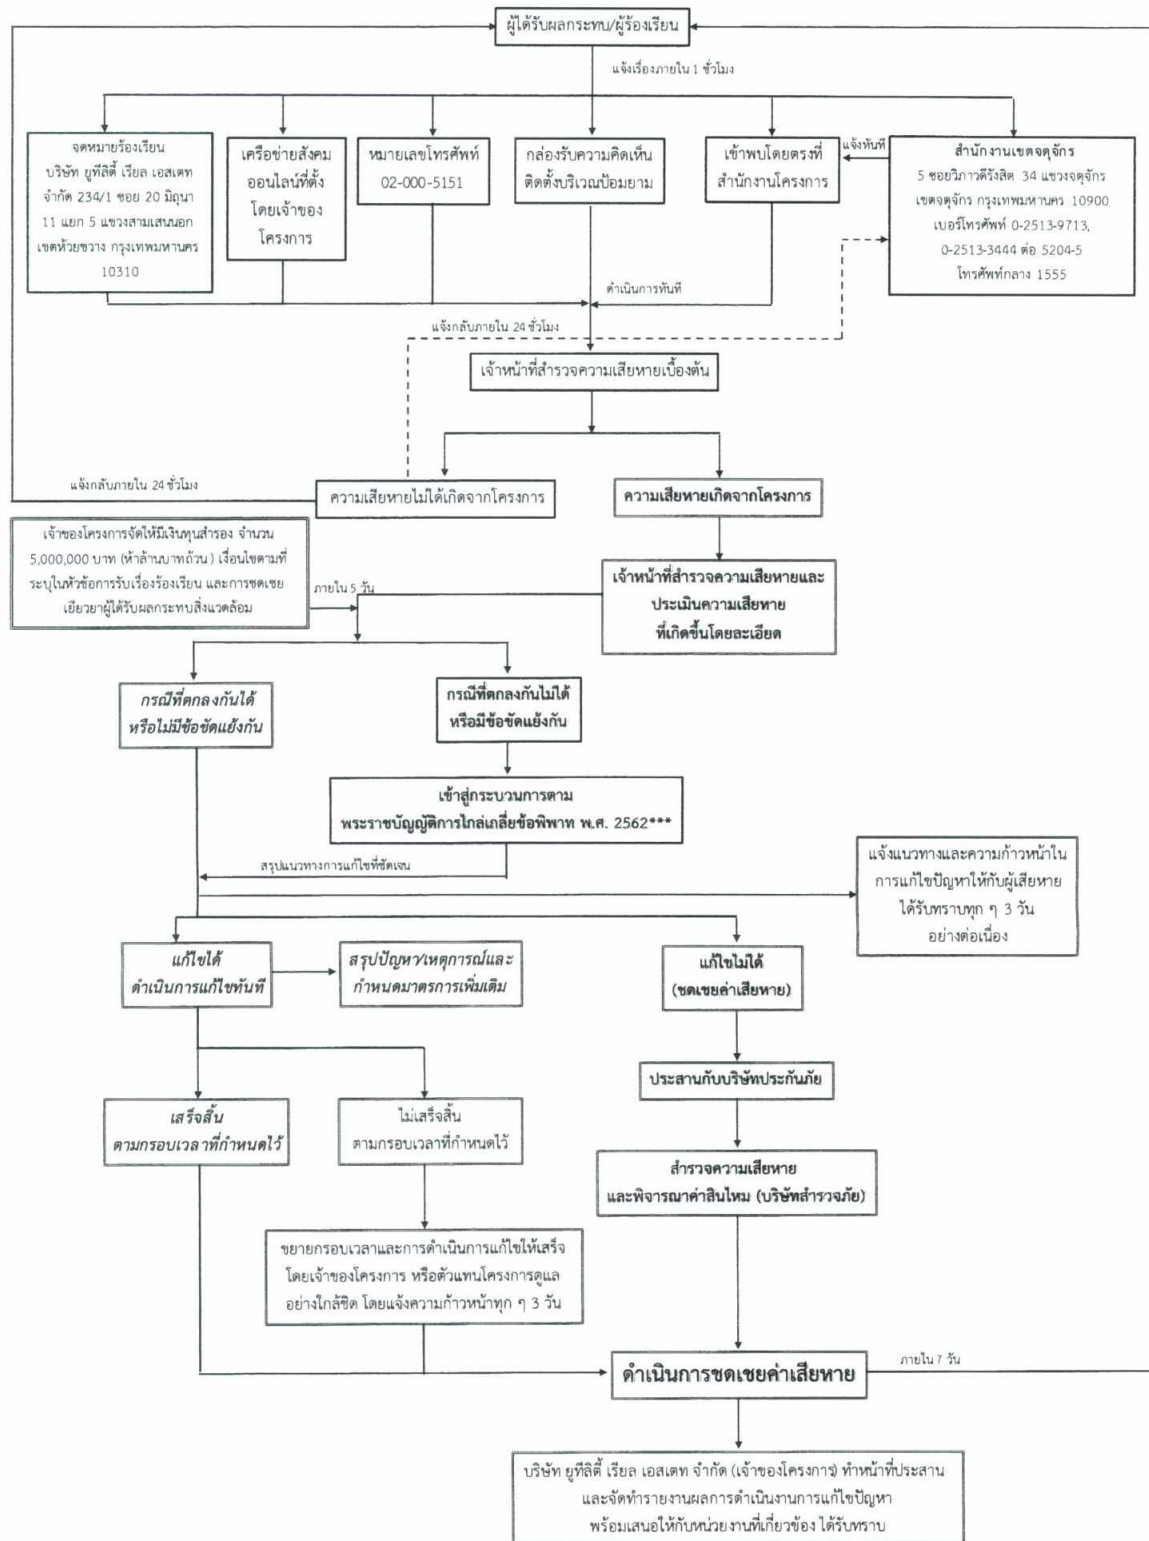 ผู้ได้รับผลกระทบ/ผู้ร้องเรียน
แจ้งเรื่องภายใน 1 ชั่วโมง
จดหมายร้องเรียน
บริษัท ยูทีลิตี้ เรียล เอสเตท
จำกัด 234/1 ซอย 20 มิถุนา
11 แยก 5 แขวงสามเสนนอก
เขตห้วยขวาง กรุงเทพมหานคร
10310
เครือข่ายสังคม
ออนไลน์ที่ตั้ง
โดยเจ้าของ
โครงการ
หมายเลขโทรศัพท์
02-000-5151
กล่องรับความคิดเห็น
ติดตั้งบริเวณป้อมยาม
เข้าพบโดยตรงที่
สำนักงานโครงการ
แจ้งทันที
สำนักงานเขตจตุจักร
5 ซอยวิภาวดีรังสิต 34 แขวงจตุจักร
เขตจตุจักร กรุงเทพมหานคร 10900
เบอร์โทรศัพท์ 0-2513-9713,
0-2513-3444 ต่อ 5204-5
โทรศัพท์กลาง 1555
ดำเนินการทันที
แจ้งกลับภายใน 24 ชั่วโมง
เจ้าหน้าที่สำรวจความเสียหายเบื้องต้น
แจ้งกลับภายใน 24 ชั่วโมง
ความเสียหายไม่ได้เกิดจากโครงการ
ความเสียหายเกิดจากโครงการ
เจ้าของโครงการจัดให้มีเงินทุนสำรอง จำนวน
5,000,000 บาท (ห้าล้านบาทถ้วน) เงื่อนไขตามที่
ระบุในหัวข้อการรับเรื่องร้องเรียน และการชดเชย
เยียวยาผู้ได้รับผลกระทบสิ่งแวดล้อม
ภายใน 5 วัน
เจ้าหน้าที่สำรวจความเสียหายและ
ประเมินความเสียหาย
ที่เกิดขึ้นโดยละเอียด
กรณีที่ตกลงกันได้
หรือไม่มีข้อขัดแย้งกัน
กรณีที่ตกลงกันไม่ได้
หรือมีข้อขัดแย้งกัน
เข้าสู่กระบวนการตาม
พระราชบัญญัติการไกล่เกลี่ยข้อพิพาท พ.ศ. 2562***
สรุปแนวทางการแก้ไขที่ชัดเจน
แจ้งแนวทางและความก้าวหน้าใน
การแก้ไขปัญหาให้กับผู้เสียหาย
ได้รับทราบทุก ๆ 3 วัน
อย่างต่อเนื่อง
แก้ไขได้
ดำเนินการแก้ไขทันที
สรุปปัญหา/เหตุการณ์และ
กำหนดมาตรการเพิ่มเติม
แก้ไขไม่ได้
(ชดเชยค่าเสียหาย)
ประสานกับบริษัทประกันภัย
เสร็จสิ้น
ตามกรอบเวลาที่กำหนดไว้
ไม่เสร็จสิ้น
ตามกรอบเวลาที่กำหนดไว้
สำรวจความเสียหาย
และพิจารณาค่าสินไหม (บริษัทสำรวจภัย)
ขยายกรอบเวลาและการดำเนินการแก้ไขให้เสร็จ
โดยเจ้าของโครงการ หรือตัวแทนโครงการดูแล
อย่างใกล้ชิด โดยแจ้งความก้าวหน้าทุก ๆ 3 วัน
ดำเนินการชดเชยค่าเสียหาย
ภายใน 7 วัน
บริษัท ยูทีลิตี้ เรียล เอสเตท จำกัด (เจ้าของโครงการ) ทำหน้าที่ประสาน
และจัดทำรายงานผลการดำเนินงานการแก้ไขปัญหา
พร้อมเสนอให้กับหน่วยงานที่เกี่ยวข้อง ได้รับทราบ